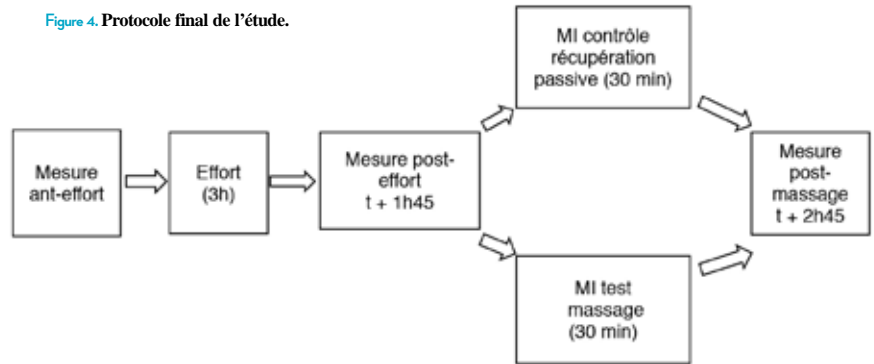 Figure 4. Protocole final de l’étude.
Mesure
ant-effort
Effort
(3h)
Mesure post-
effort
t + 1h45
MI contrôle
récupération
passive (30 min)
MI test
massage
(30 min)
Mesure
post-
massage
t + 2h45